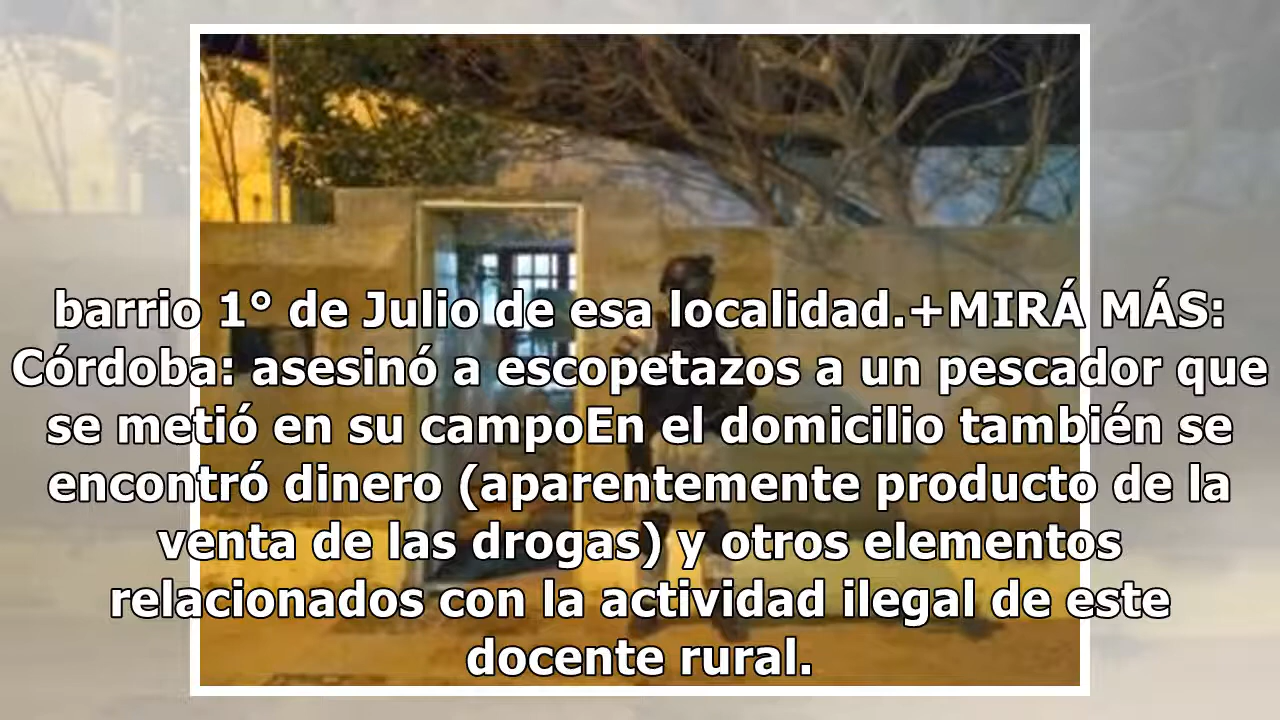 barrio 1° de Julio de esa localidad.+MIRÁ MÁS:
Córdoba: asesinó a escopetazos a un pescador que
se metió en su campoEn el domicilio también se
encontró dinero (aparentemente producto de la
venta de las drogas) y otros elementos
relacionados con la actividad ilegal de este
docente rural.